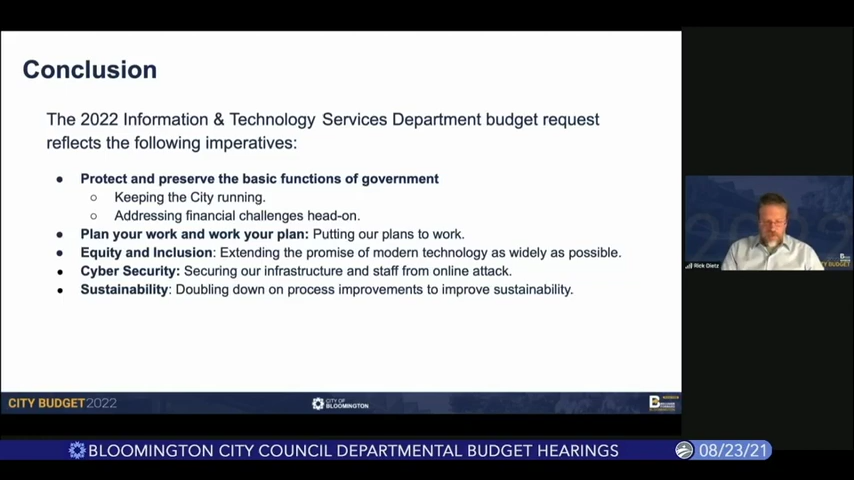 Conclusion
The 2022 Information & Technology Services Department budget request
reflects the following imperatives:
● Protect and preserve the basic functions of government
○ Keeping the City running.
○ Addressing financial challenges head-on.
● Plan your work and work your plan: Putting our plans to work.
● Equity and Inclusion: Extending the promise of modern technology as widely as possible.
● Cyber Security: Securing our infrastructure and staff from online attack.
● Sustainability: Doubling down on process improvements to improve sustainability.
Rick Dietz
CITY BUDGET
CITY BUDGET2022
CITY OF
BLOOMINGTON
BLOOMINGTON CITY COUNCIL DEPARTMENTAL BUDGET HEARINGS
08/23/21